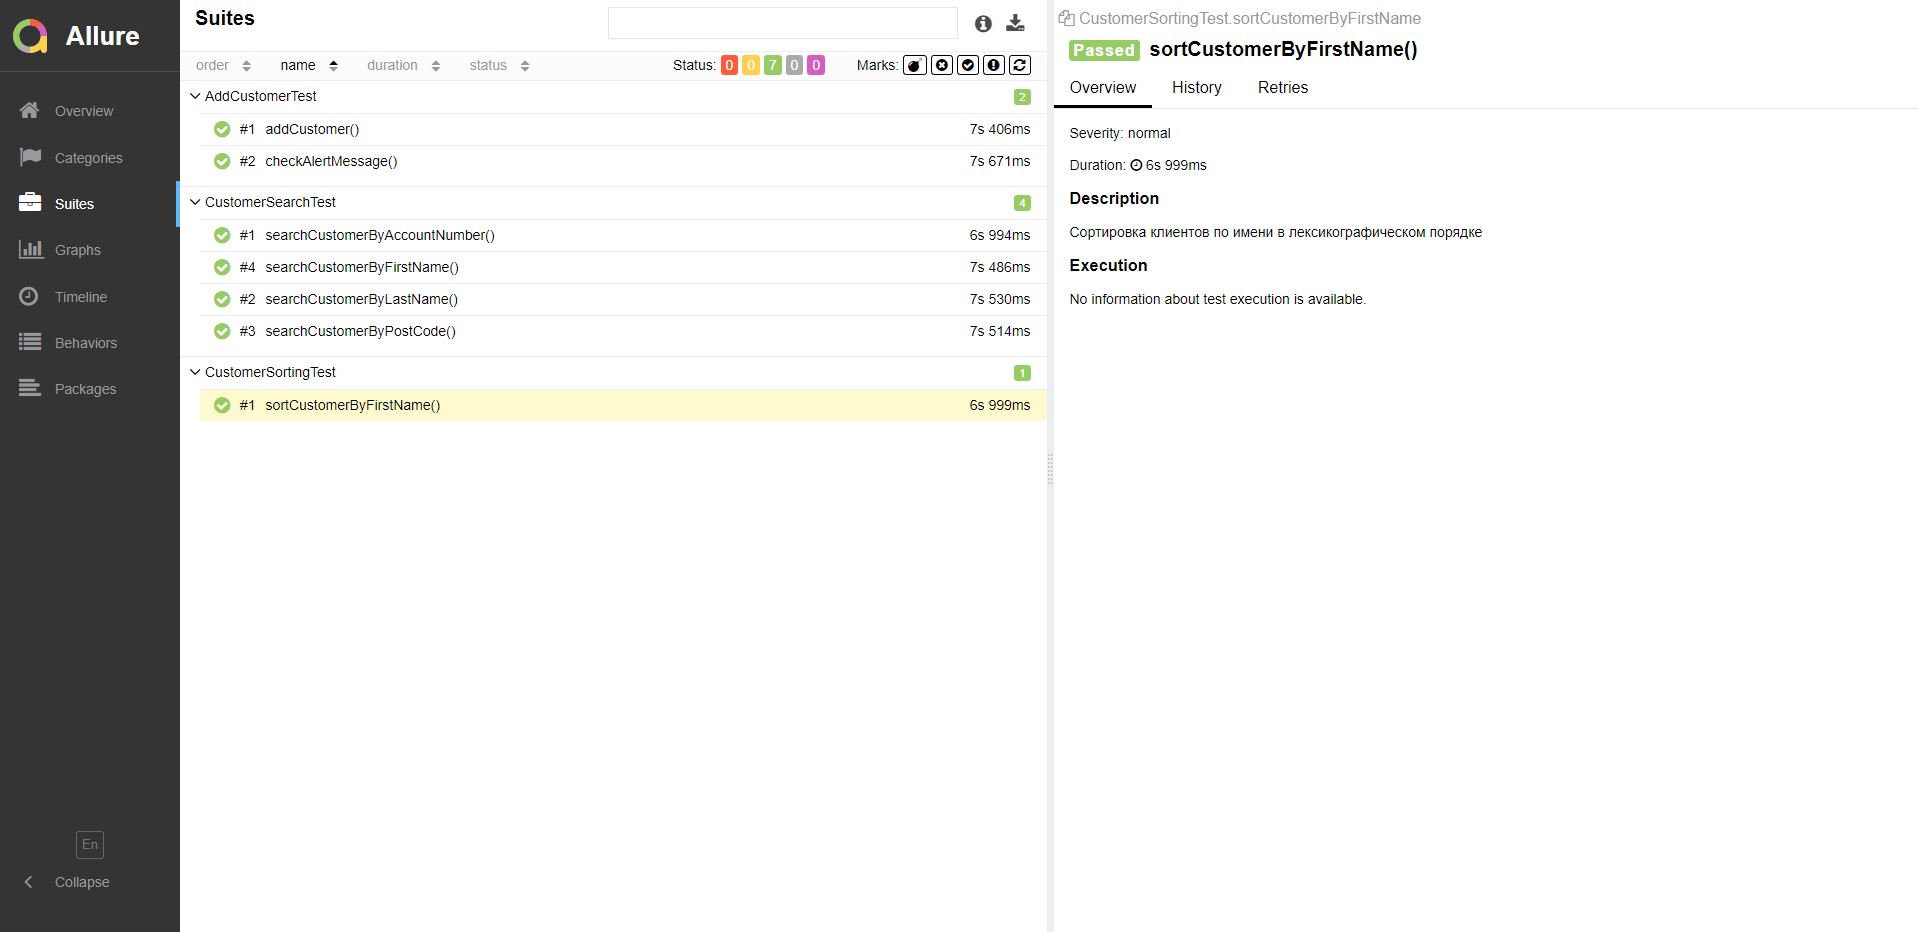 Allure
Overview
Categories
Suites
Graphs
Timeline
Behaviors
Packages
En
Collapse
Suites
order name duration status Status: 0 0 7 0 0 Marks:
AddCustomerTest 2
#1 addCustomer() 7s 406ms
#2 checkAlertMessage() 7s 671ms
CustomerSearchTest 4
#1 searchCustomerByAccountNumber() 6s 994ms
#4 searchCustomerByFirstName() 7s 486ms
#2 searchCustomerByLastName() 7s 530ms
#3 searchCustomerByPostCode() 7s 514ms
CustomerSortingTest 1
#1 sortCustomerByFirstName() 6s 999ms
CustomerSortingTest.sortCustomerByFirstName
Passed sortCustomerByFirstName()
Overview History Retries
Severity: normal
Duration: 6s 999ms
Description
Сортировка клиентов по имени в лексикографическом порядке
Execution
No information about test execution is available.